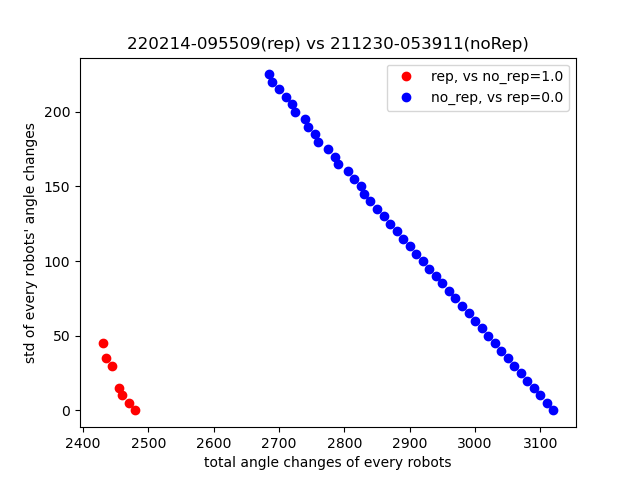 220214-095509(rep) vs 211230-053911(noRep)
rep, vs no_rep=1.0
no_rep, vs rep=0.0
std of every robots' angle changes
200
150
100
50
0
2400 2500 2600 2700 2800 2900 3000 3100
total angle changes of every robots